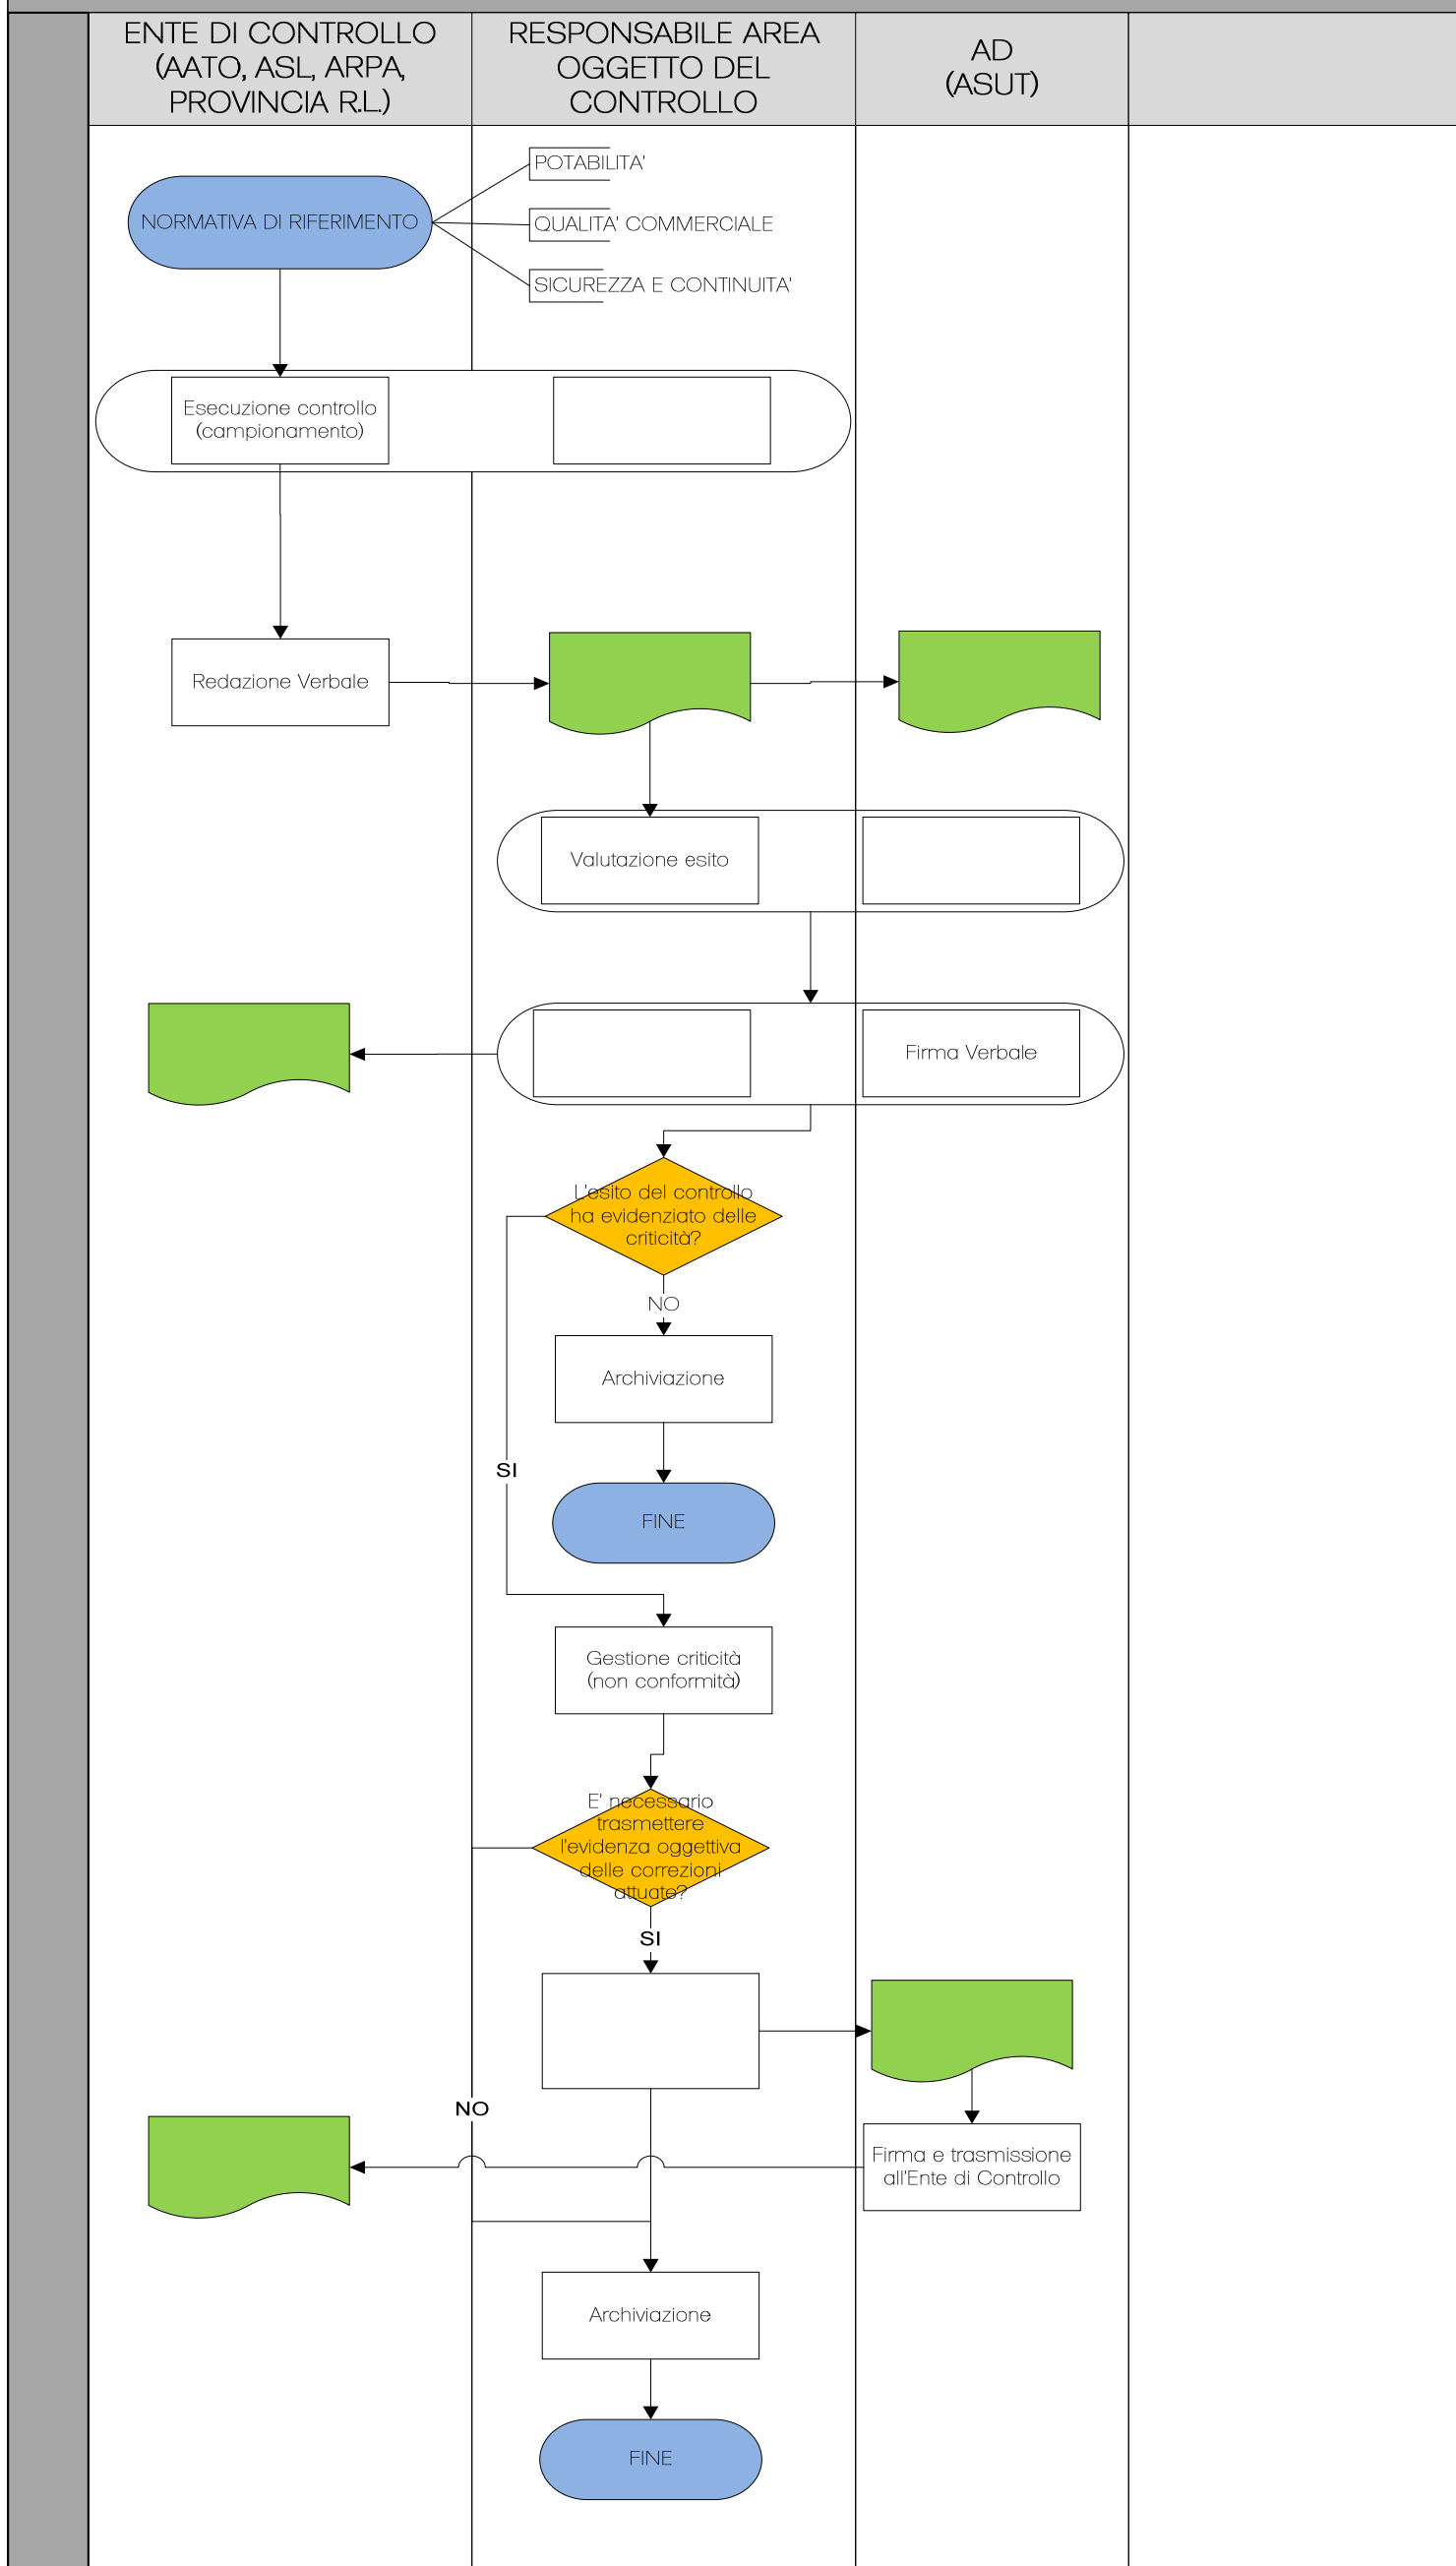 ENTE DI CONTROLLO
(AATO, ASL, ARPA,
PROVINCIA R.L.)
RESPONSABILE AREA
OGGETTO DEL
CONTROLLO
AD
(ASUT)
NORMATIVA DI RIFERIMENTO
POTABILITA'
QUALITA' COMMERCIALE
SICUREZZA E CONTINUITA'
Esecuzione controllo
(campionamento)
Redazione Verbale
Valutazione esito
Firma Verbale
L'esito del controllo
ha evidenziato delle
criticità?
NO
Archiviazione
SI
FINE
Gestione criticità
(non conformità)
E' necessario
trasmettere
l'evidenza oggettiva
delle correzioni
attuate?
SI
NO
Firma e trasmissione
all'Ente di Controllo
Archiviazione
FINE